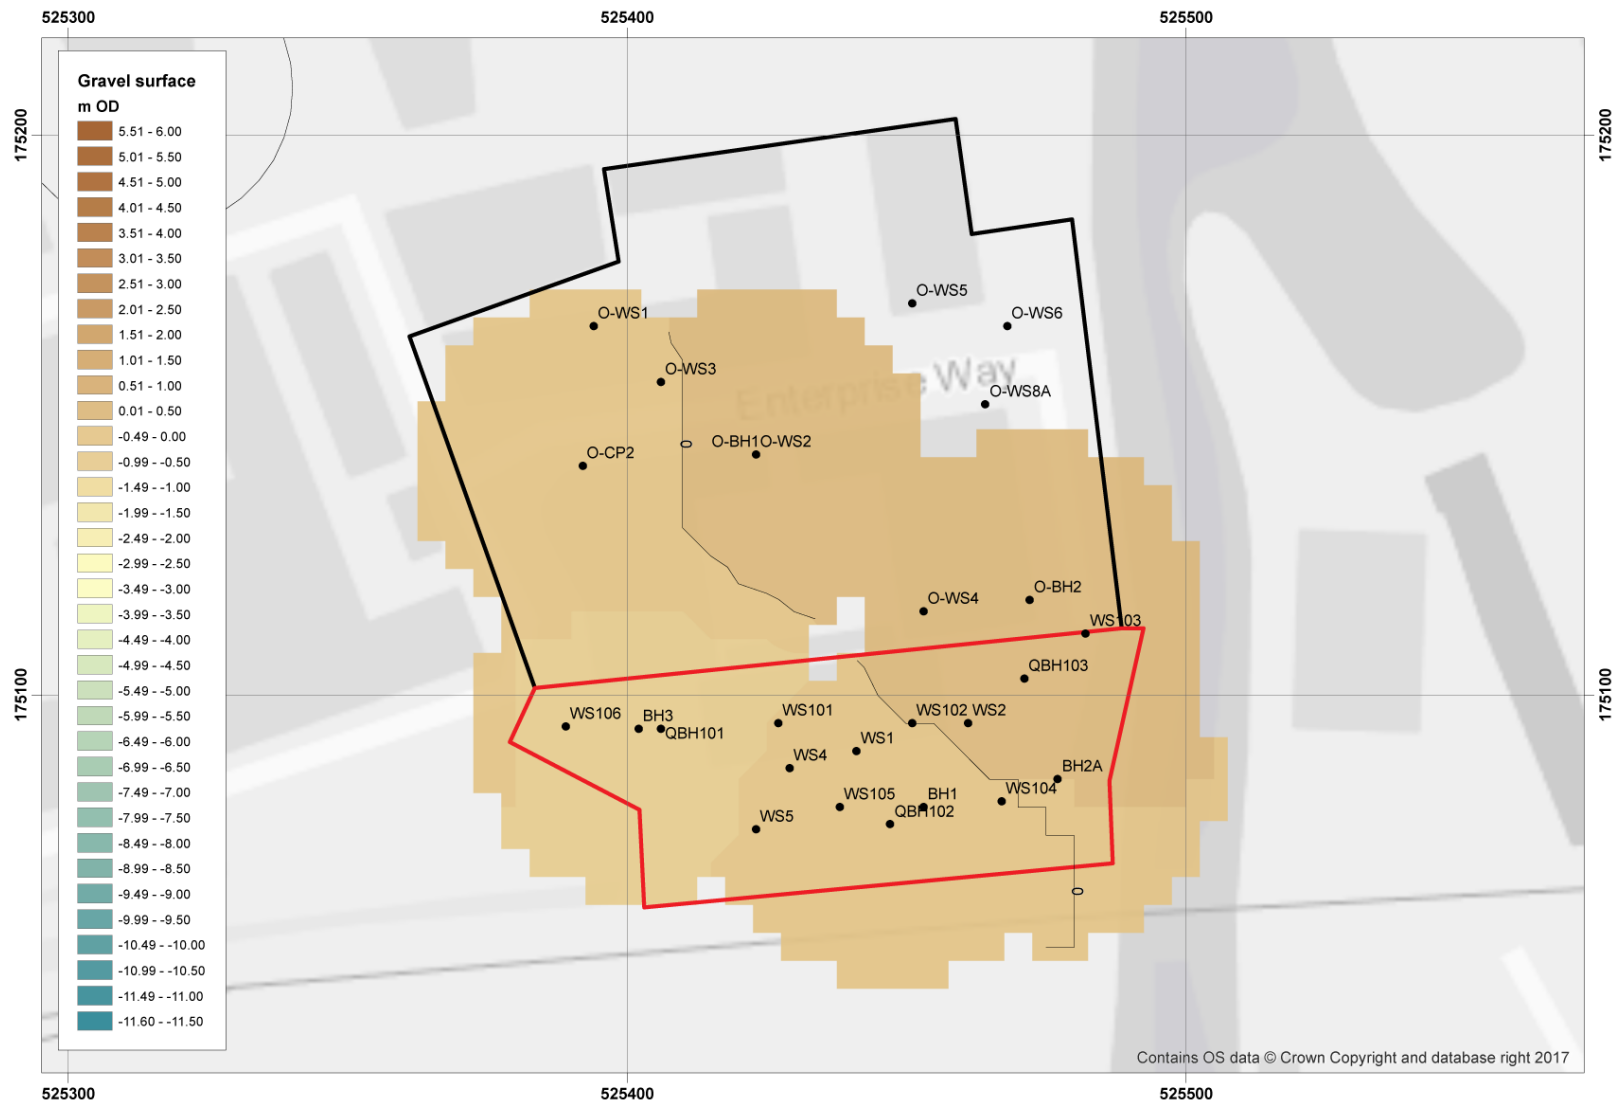 525300
525400
525500
175200
175200
175100
175100
Gravel surface
m OD
5.51 - 6.00
5.01 - 5.50
4.51 - 5.00
4.01 - 4.50
3.51 - 4.00
3.01 - 3.50
2.51 - 3.00
2.01 - 2.50
1.51 - 2.00
1.01 - 1.50
0.51 - 1.00
0.01 - 0.50
-0.49 - 0.00
-0.99 - -0.50
-1.49 - -1.00
-1.99 - -1.50
-2.49 - -2.00
-2.99 - -2.50
-3.49 - -3.00
-3.99 - -3.50
-4.49 - -4.00
-4.99 - -4.50
-5.49 - -5.00
-5.99 - -5.50
-6.49 - -6.00
-6.99 - -6.50
-7.49 - -7.00
-7.99 - -7.50
-8.49 - -8.00
-8.99 - -8.50
-9.49 - -9.00
-9.99 - -9.50
-10.49 - -10.00
-10.99 - -10.50
-11.49 - -11.00
-11.60 - -11.50
O-WS5
O-WS1
O-WS6
O-WS3
Enterprise Way
O-WS8A
O-BH1O-WS2
0
O-CP2
O-BH2
O-WS4
WS103
QBH103
WS106
BH3
QBH101
WS101
WS102
WS2
WS1
WS4
BH2A
WS104
WS105
BH1
QBH102
WS5
0
Contains OS data © Crown Copyright and database right 2017
525300
525400
525500